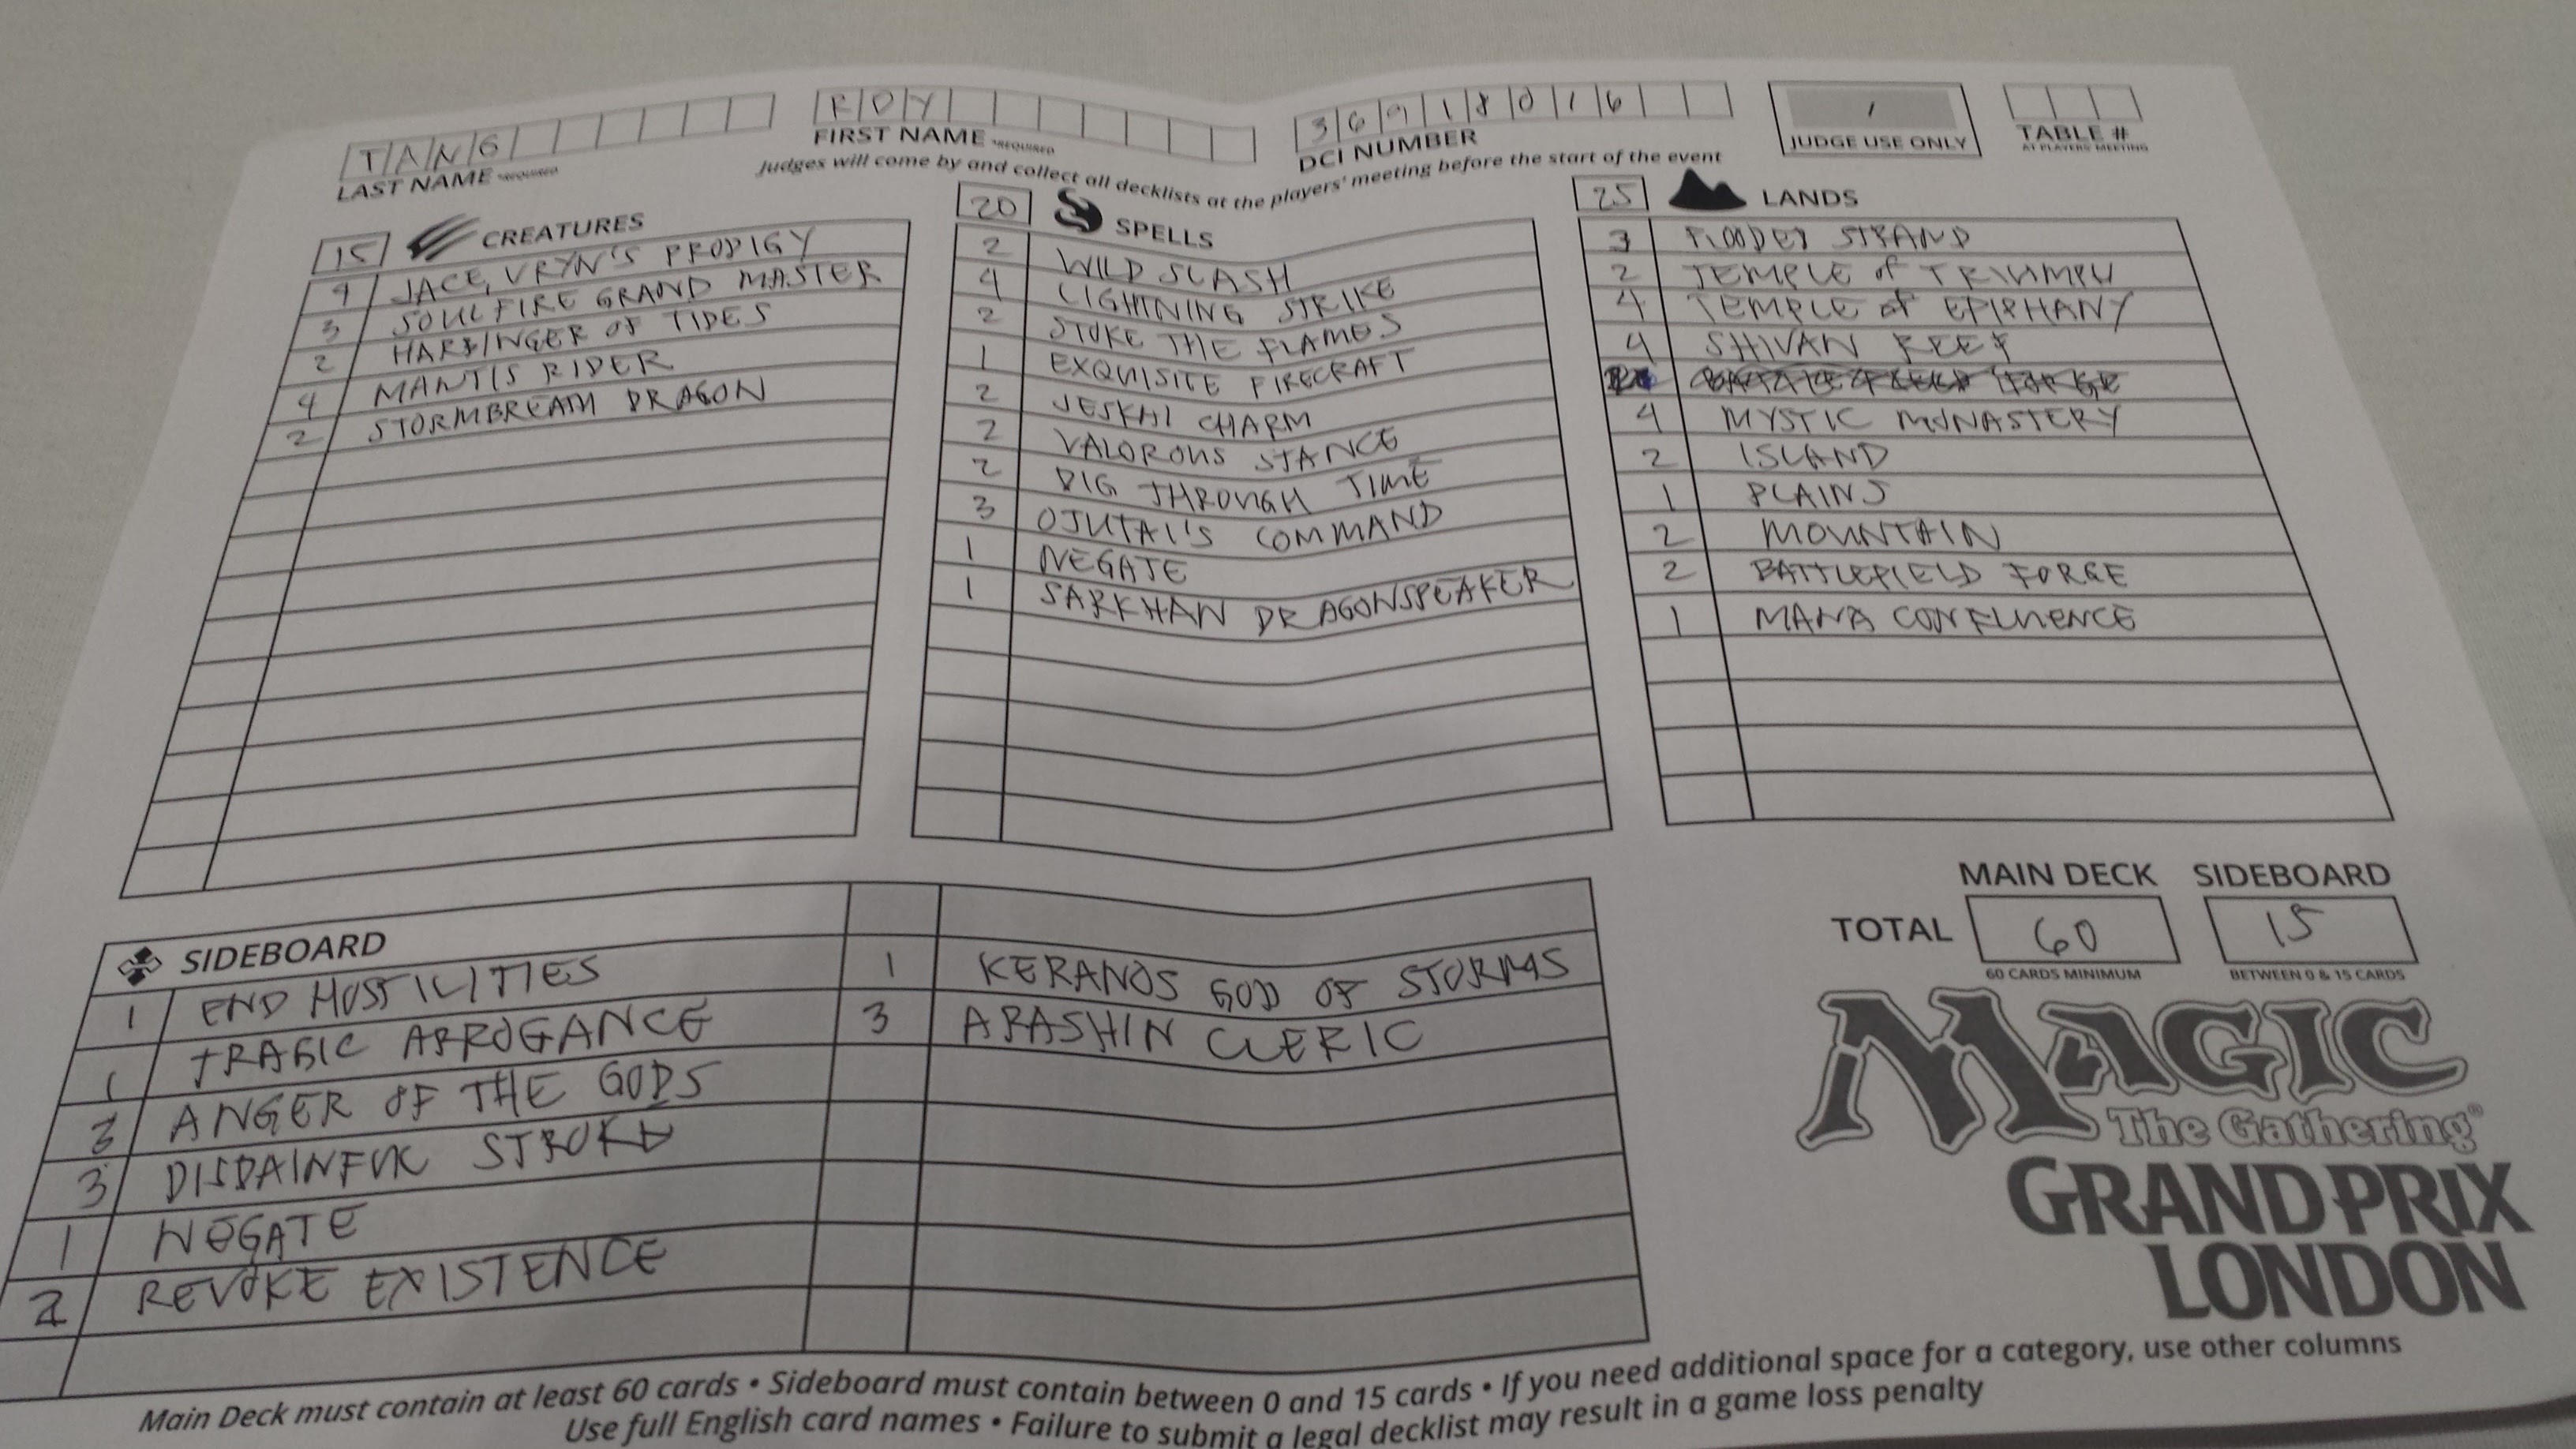 TANG
LAST NAME *REQUIRED
ROY
FIRST NAME *REQUIRED
36918016
DCI NUMBER
JUDGE USE ONLY
TABLE #
AT PLAYERS' MEETING
Judges will come by and collect all decklists at the players' meeting before the start of the event
15 CREATURES
4 JACE, VRYN'S PRODIGY
3 SOULFIRE GRAND MASTER
2 HARBINGER OF TIDES
4 MANTIS RIDER
2 STORMBREATH DRAGON
20 SPELLS
2 WILD SLASH
4 LIGHTNING STRIKE
2 STOKE THE FLAMES
1 EXQUISITE FIRECRAFT
2 JESKAI CHARM
2 VALOROUS STANCE
2 DIG THROUGH TIME
3 OJUTAI'S COMMAND
1 NEGATE
1 SARKHAN DRAGONSPEAKER
25 LANDS
3 FLOODED STRAND
2 TEMPLE of TRIUMPH
4 TEMPLE of EPIPHANY
4 SHIVAN REEF
4 MYSTIC MONASTERY
2 ISLAND
1 PLAINS
2 MOUNTAIN
2 BATTLEFIELD FORGE
1 MANA CONFLUENCE
SIDEBOARD
1 END HOSTILITIES
1 TRAGIC ARROGANCE
3 ANGER OF THE GODS
3 DISDAINFUL STROKE
1 NEGATE
2 REVOKE EXISTENCE
1 KERANOS GOD OF STORMS
3 ARASHIN CLERIC
MAIN DECK SIDEBOARD
TOTAL 60 15
60 CARDS MINIMUM BETWEEN 0 & 15 CARDS
MAGIC
The Gathering®
GRAND PRIX
LONDON
Main Deck must contain at least 60 cards • Sideboard must contain between 0 and 15 cards • If you need additional space for a category, use other columns
Use full English card names • Failure to submit a legal decklist may result in a game loss penalty